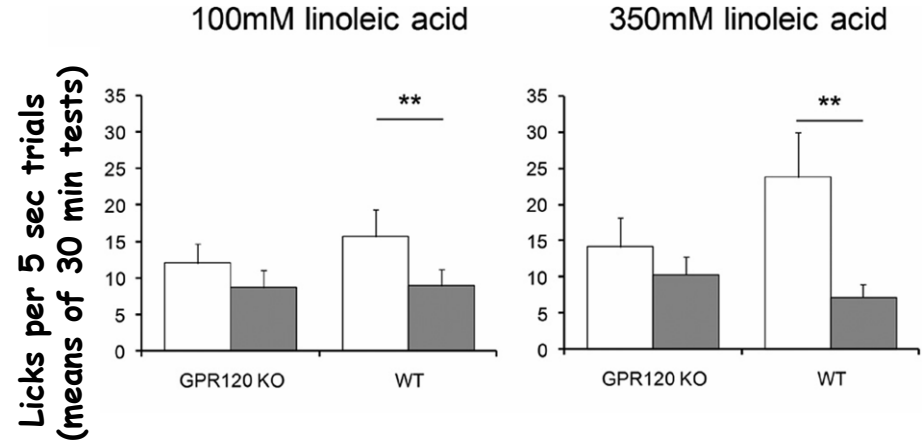 100mM linoleic acid
350mM linoleic acid
Licks per 5 sec trials
(means of 30 min tests)
35
30
25
20
15
10
5
0
**
GPR120 KO
WT
35
30
25
20
15
10
5
0
**
GPR120 KO
WT